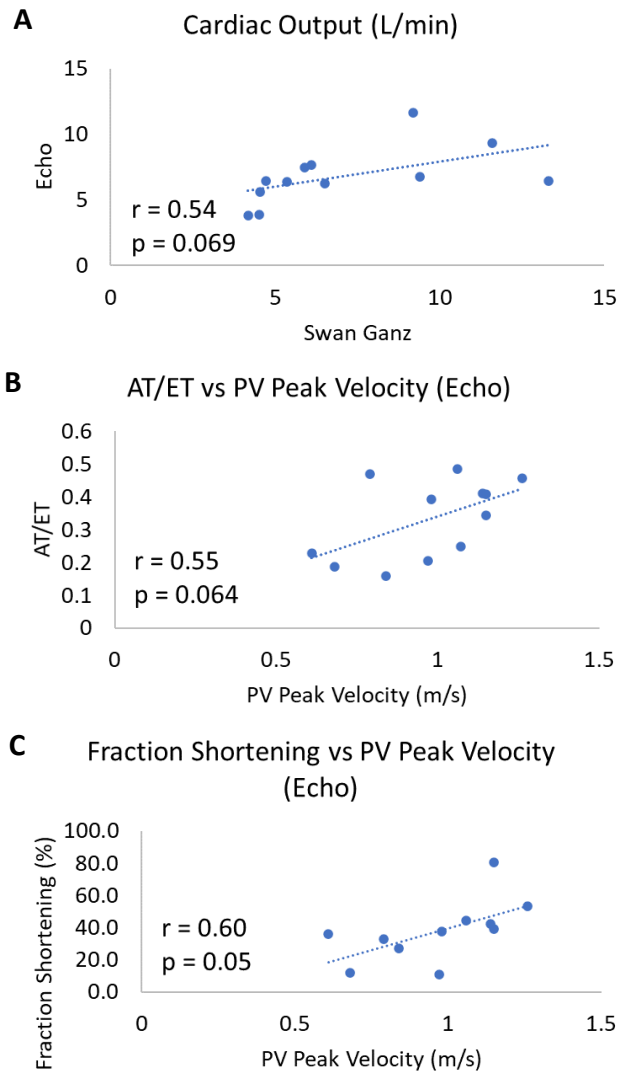 A
Cardiac Output (L/min)
15
10
5
0
Echo
r = 0.54
p = 0.069
0 5 10 15
Swan Ganz
B
AT/ET vs PV Peak Velocity (Echo)
0.6
0.5
0.4
0.3
0.2
0.1
0
AT/ET
r = 0.55
p = 0.064
0 0.5 1 1.5
PV Peak Velocity (m/s)
C
Fraction Shortening vs PV Peak Velocity
(Echo)
100.0
80.0
60.0
40.0
20.0
0.0
Fraction Shortening (%)
r = 0.60
p = 0.05
0 0.5 1 1.5
PV Peak Velocity (m/s)